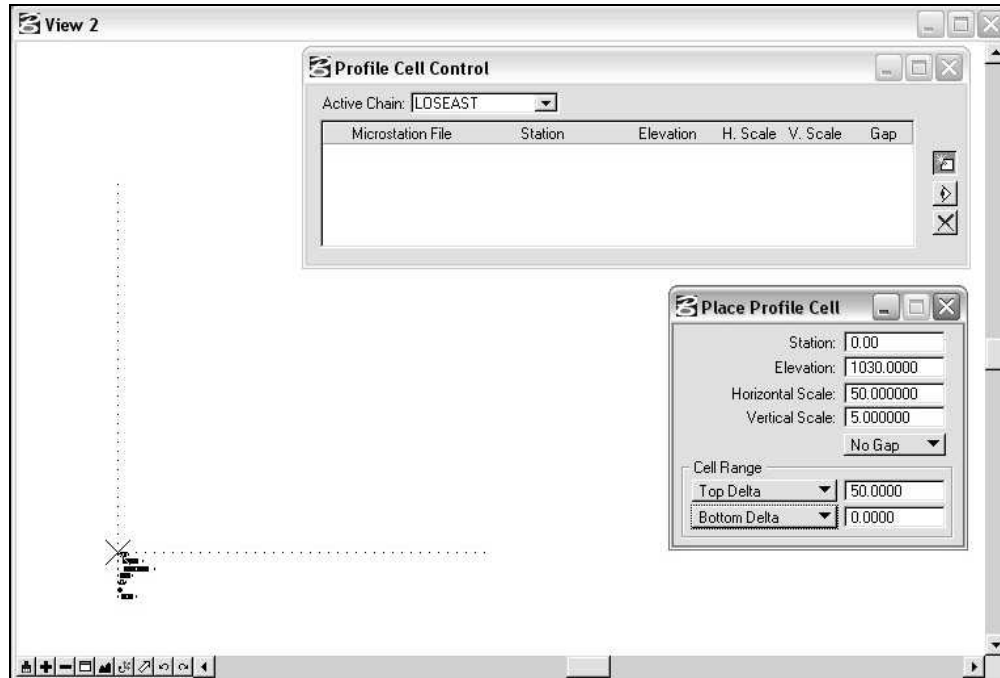 View 2
Profile Cell Control
Active Chain: LOSEAST
Microstation File Station Elevation H. Scale V. Scale Gap
Place Profile Cell
Station: 0.00
Elevation: 1030.0000
Horizontal Scale: 50.000000
Vertical Scale: 5.000000
No Gap
Cell Range
Top Delta 50.0000
Bottom Delta 0.0000